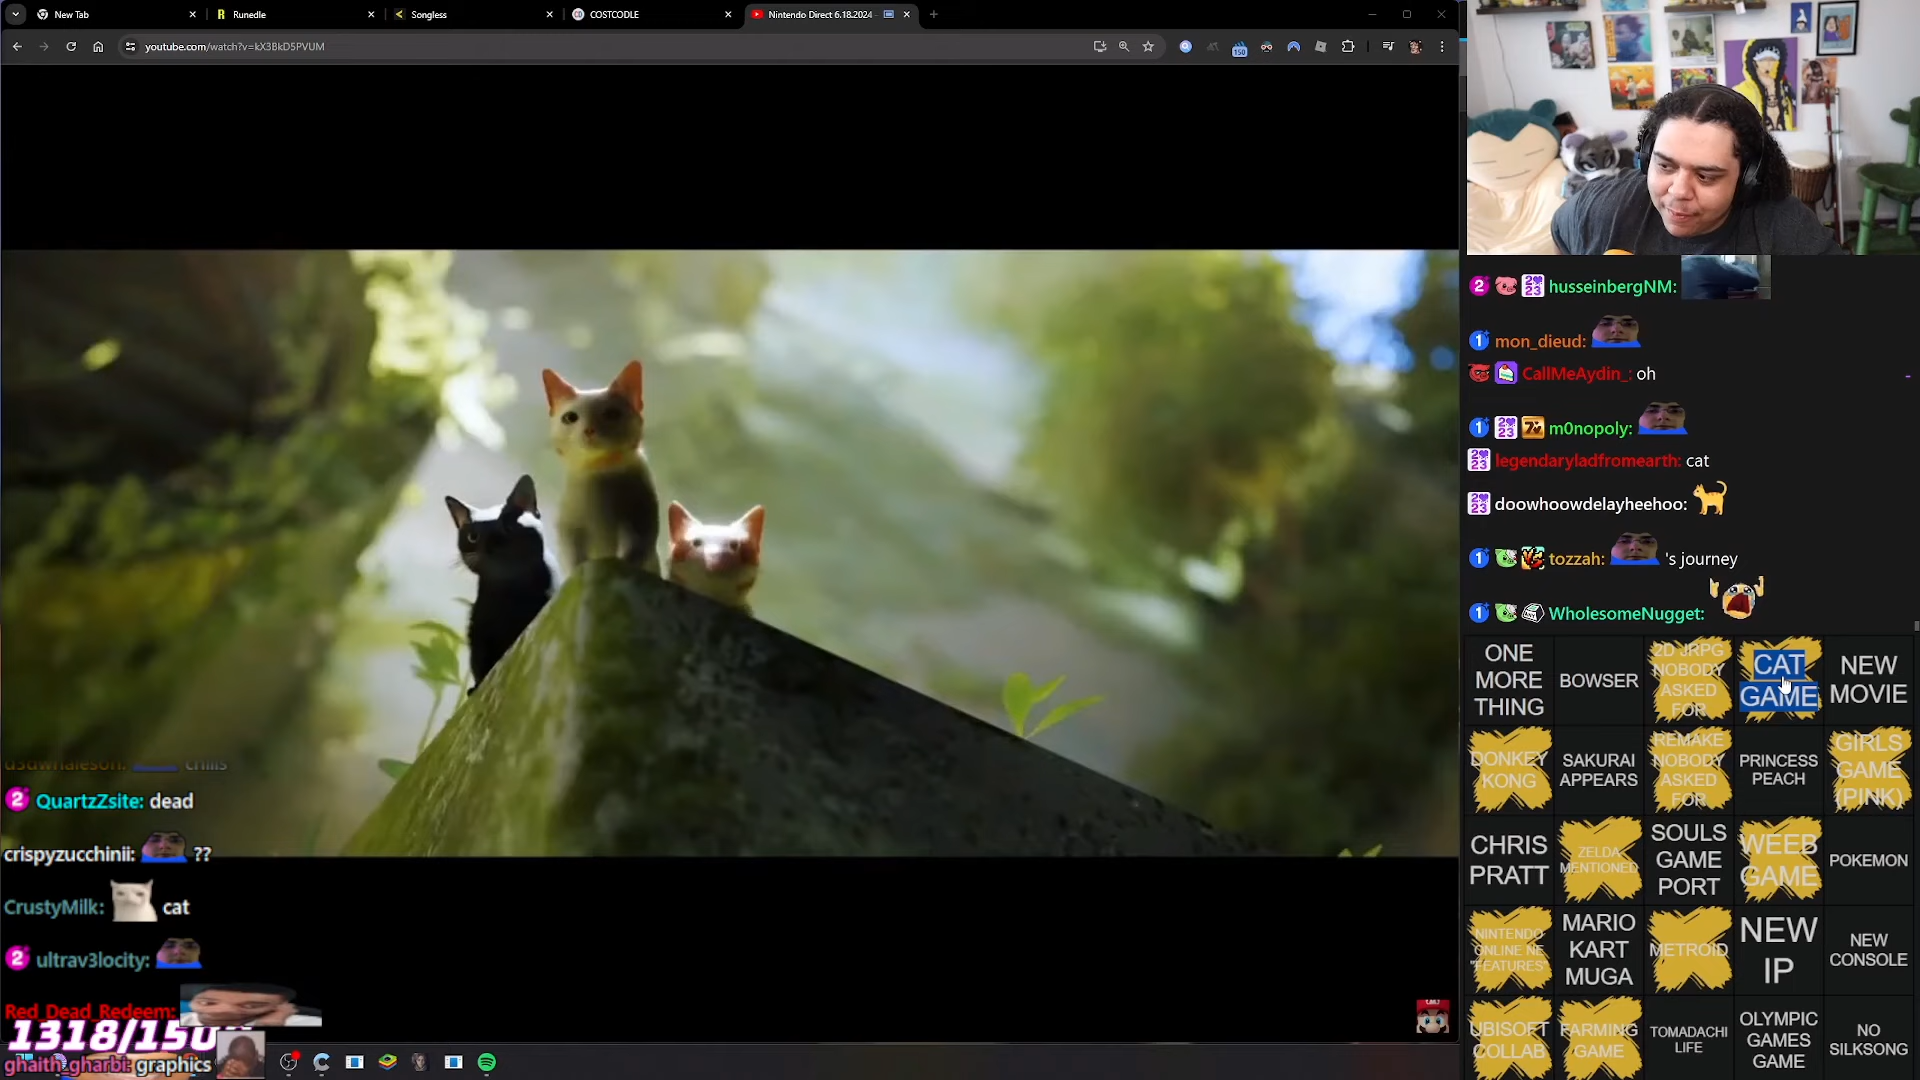 New Tab
Runedle
Songless
COSTCODLE
Nintendo Direct 6.18.2024 -
youtube.com/watch?v=kX3BkD5PVUM
150
husseinbergNM:
mon_dieud:
CallMeAydin_: oh
m0nopoly:
legendaryladfromearth: cat
doowhoowdelayheehoo:
tozzah: 's journey
WholesomeNugget:
ONE MORE THING
BOWSER
2D JRPG NOBODY ASKED FOR
CAT GAME
NEW MOVIE
DONKEY KONG
SAKURAI APPEARS
REMAKE NOBODY ASKED FOR
PRINCESS PEACH
GIRLS GAME (PINK)
CHRIS PRATT
ZELDA MENTIONED
SOULS GAME PORT
WEEB GAME
POKEMON
NINTENDO ONLINE NE "FEATURES"
MARIO KART MUGA
METROID
NEW IP
NEW CONSOLE
UBISOFT COLLAB
FARMING GAME
TOMADACHI LIFE
OLYMPIC GAMES GAME
NO SILKSONG
chills
QuartzZsite: dead
crispyzucchinii: ??
CrustyMilk: cat
ultrav3locity:
Red_Dead_Redeem:
1318/150
ghaith_gharbi: graphics